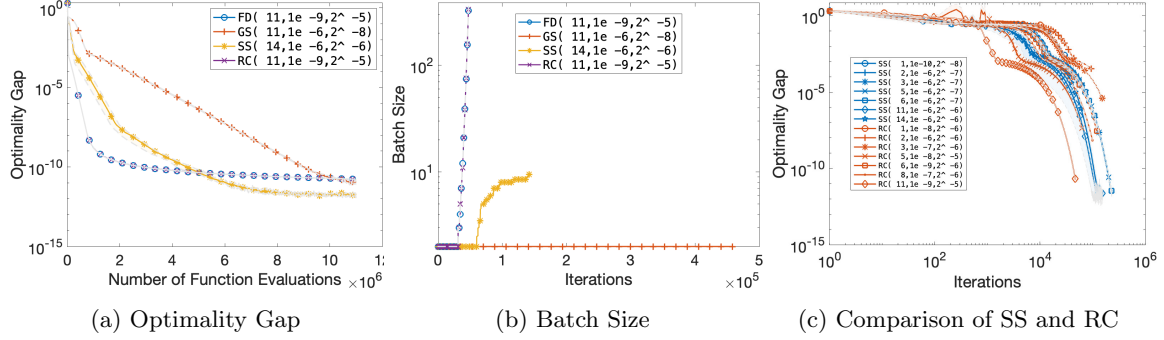 10^0
10^-5
10^-10
10^-15
Optimality Gap
0 2 4 6 8 10 12
×10^6
Number of Function Evaluations
FD( 11,1e -9,2^ -5)
GS( 11,1e -6,2^ -8)
SS( 14,1e -6,2^ -6)
RC( 11,1e -9,2^ -5)
(a) Optimality Gap
10^2
10^1
Batch Size
0 1 2 3 4 5
×10^5
Iterations
FD( 11,1e -9,2^ -5)
GS( 11,1e -6,2^ -8)
SS( 14,1e -6,2^ -6)
RC( 11,1e -9,2^ -5)
(b) Batch Size
10^0
10^-5
10^-10
10^-15
Optimality Gap
10^0 10^2 10^4 10^6
Iterations
SS( 1,1e-10,2^ -8)
SS( 2,1e -6,2^ -7)
SS( 3,1e -6,2^ -7)
SS( 5,1e -6,2^ -7)
SS( 6,1e -6,2^ -7)
SS( 11,1e -6,2^ -6)
SS( 14,1e -6,2^ -6)
RC( 1,1e -8,2^ -6)
RC( 2,1e -6,2^ -6)
RC( 3,1e -7,2^ -6)
RC( 5,1e -8,2^ -5)
RC( 6,1e -9,2^ -6)
RC( 8,1e -7,2^ -6)
RC( 11,1e -9,2^ -5)
(c) Comparison of SS and RC